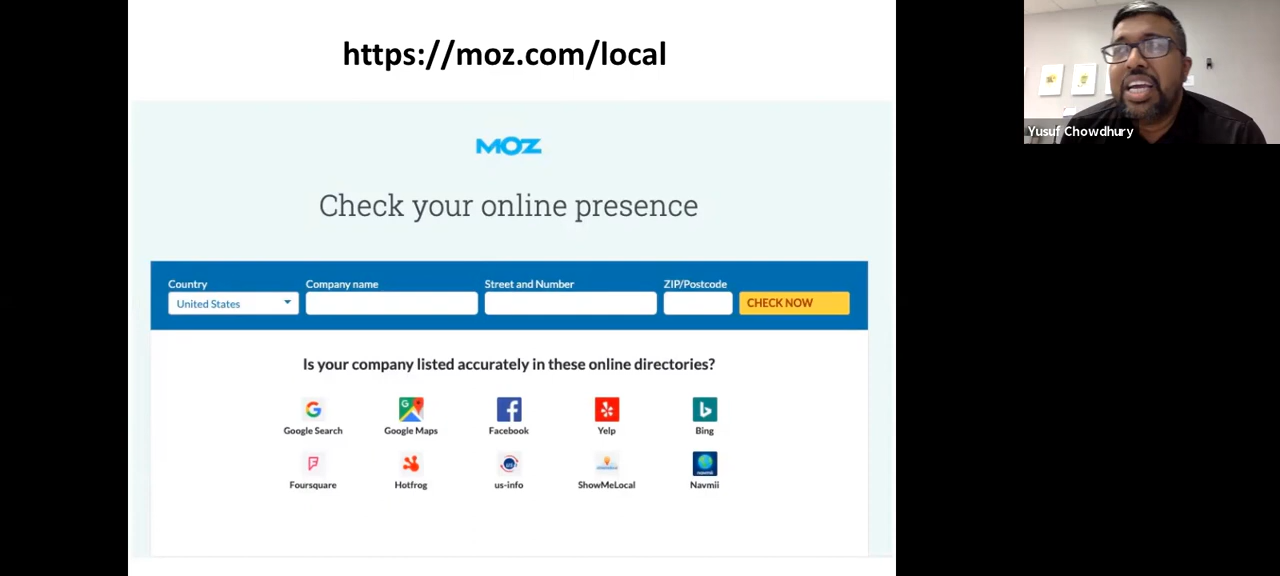 https://moz.com/local
Yusuf Chowdhury
MOZ
Check your online presence
Country
Company name
Street and Number
ZIP/Postcode
United States
CHECK NOW
Is your company listed accurately in these online directories?
Google Search
Google Maps
Facebook
Yelp
Bing
Foursquare
Hotfrog
us-info
ShowMeLocal
Navmii